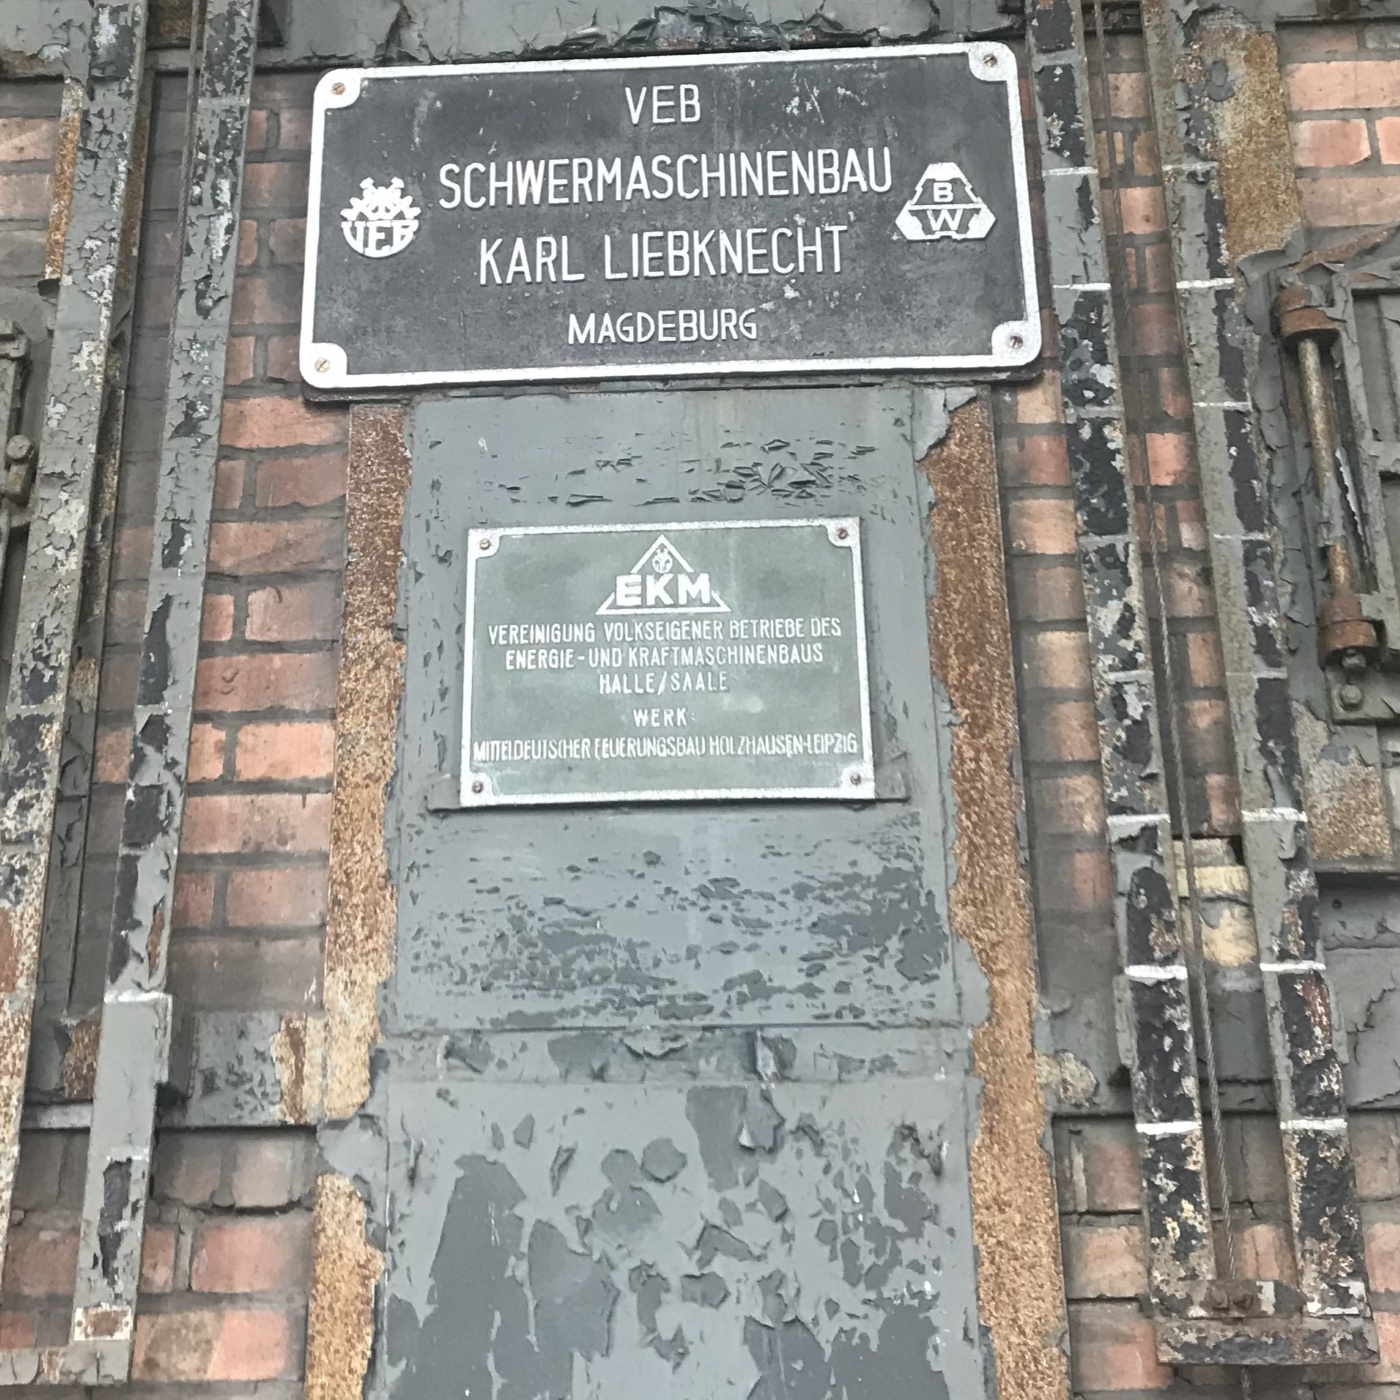 VEB
SCHWERMASCHINENBAU
KARL LIEBKNECHT
MAGDEBURG
VEB
B
W
EKM
VEREINIGUNG VOLKSEIGENER BETRIEBE DES
ENERGIE-UND KRAFTMASCHINENBAUS
HALLE/SAALE
WERK:
MITTELDEUTSCHER FEUERUNGSBAU HOLZHAUSEN-LEIPZIG